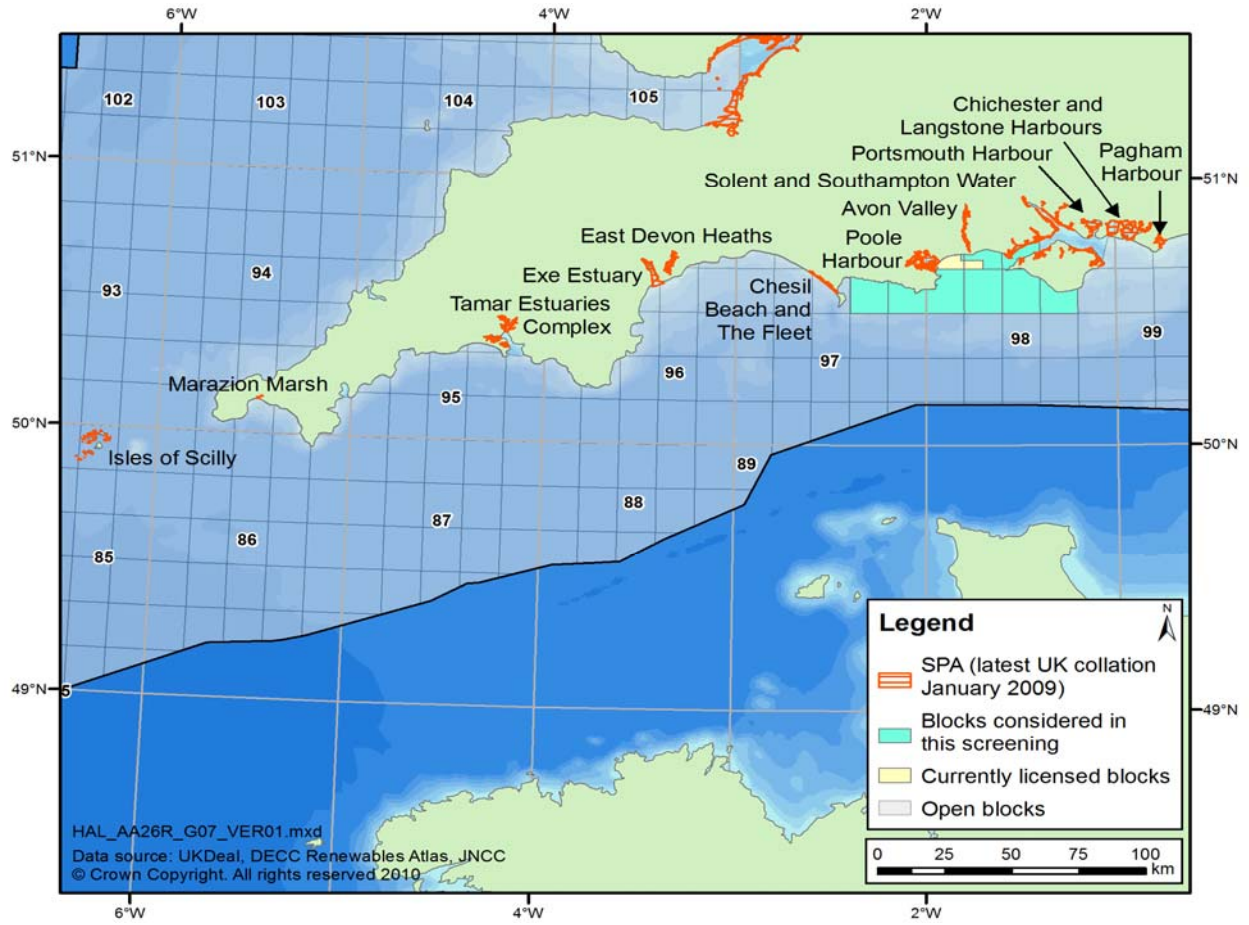 6°W
4°W
2°W
102
103
104
105
Chichester and
Langstone Harbours
Portsmouth Harbour
Pagham
Harbour
51°N
51°N
Solent and Southampton Water
Avon Valley
East Devon Heaths
Poole
Harbour
94
93
Exe Estuary
Chesil
Beach and
The Fleet
Tamar Estuaries
Complex
98
99
97
96
Marazion Marsh
95
50°N
50°N
Isles of Scilly
89
88
87
86
85
Legend
N
SPA (latest UK collation
January 2009)
Blocks considered in
this screening
Currently licensed blocks
Open blocks
49°N
5
49°N
HAL_AA26R_G07_VER01.mxd
Data source: UKDeal, DECC Renewables Atlas, JNCC
© Crown Copyright. All rights reserved 2010
0 25 50 75 100
km
6°W
4°W
2°W